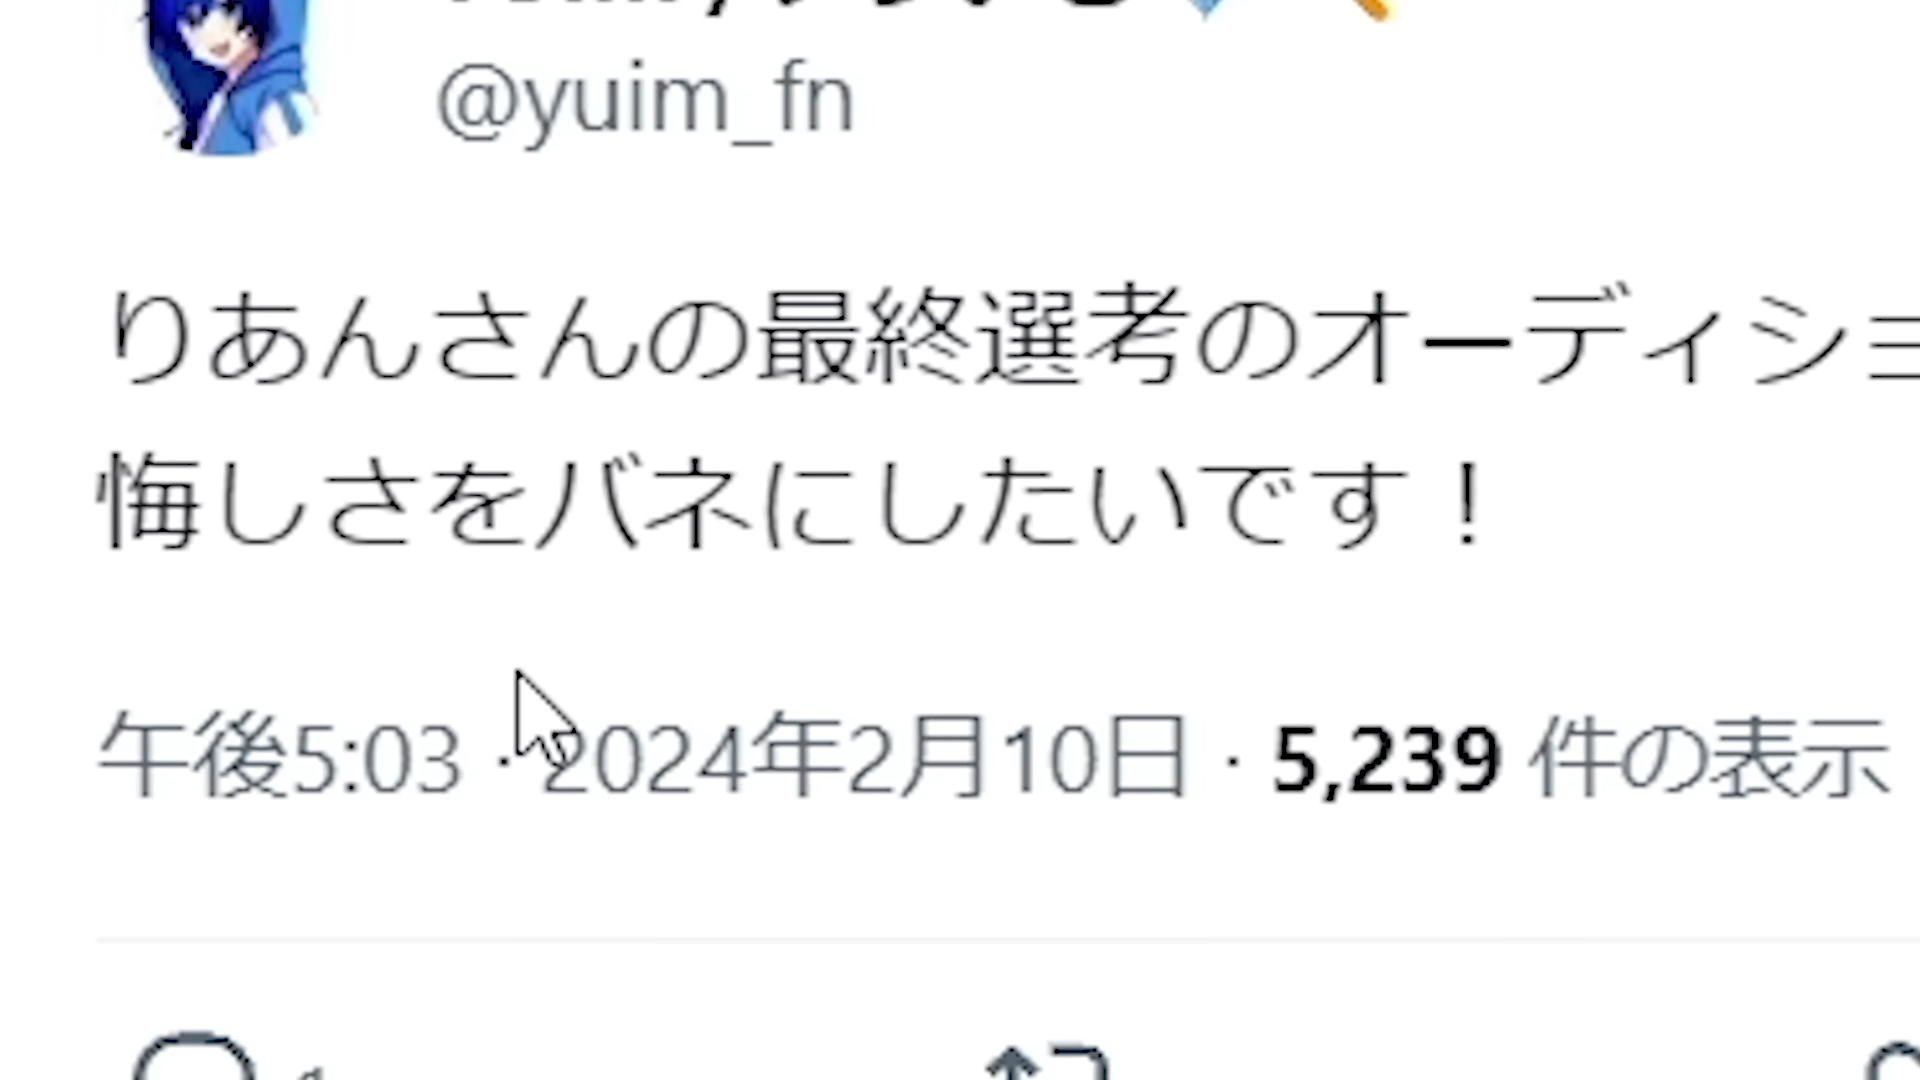 @yuim_fn
りあんさんの最終選考のオーディショ
悔しさをバネにしたいです！
午後5:03 · 2024年2月10日 · 5,239 件の表示